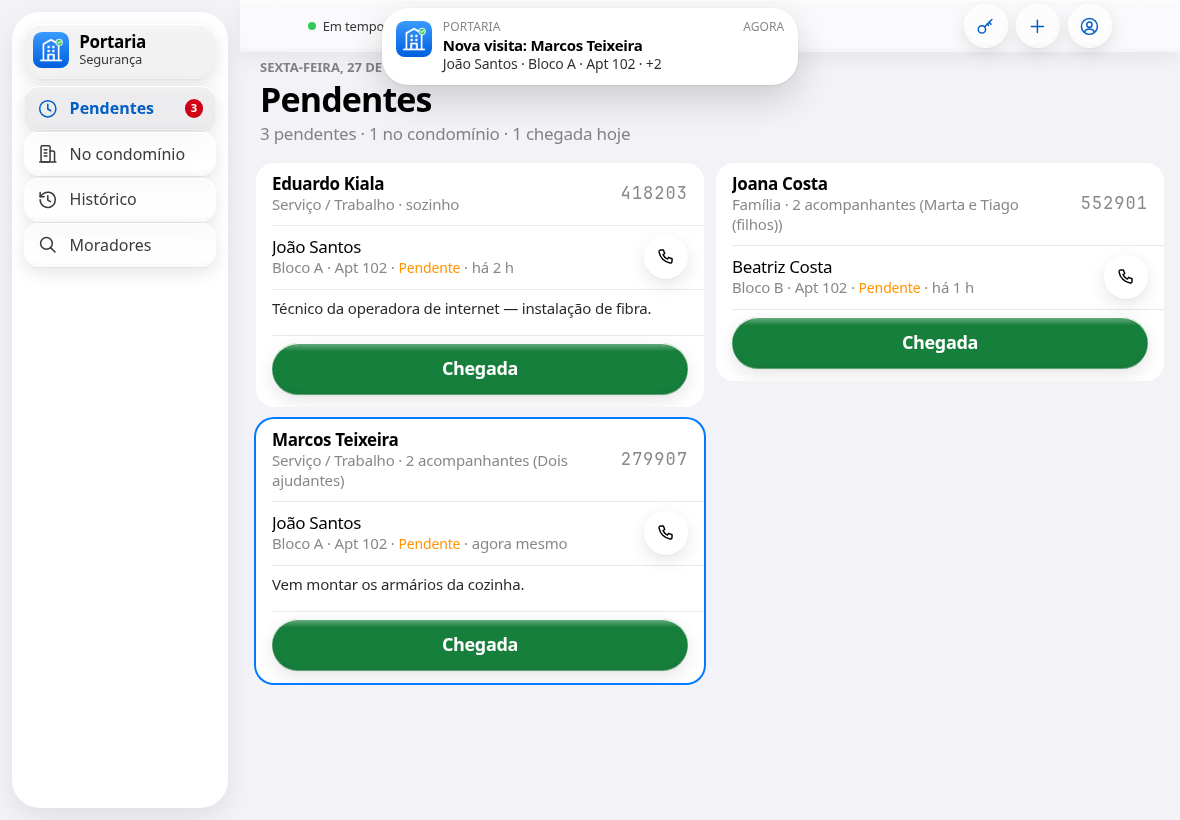 Portaria
Segurança
Pendentes
3
No condomínio
Histórico
Moradores
Em tempo
PORTARIA
AGORA
Nova visita: Marcos Teixeira
João Santos · Bloco A · Apt 102 · +2
SEXTA-FEIRA, 27 DE
Pendentes
3 pendentes · 1 no condomínio · 1 chegada hoje
Eduardo Kiala
Serviço / Trabalho · sozinho
418203
João Santos
Bloco A · Apt 102 · Pendente · há 2 h
Técnico da operadora de internet — instalação de fibra.
Chegada
Joana Costa
Família · 2 acompanhantes (Marta e Tiago
(filhos))
552901
Beatriz Costa
Bloco B · Apt 102 · Pendente · há 1 h
Chegada
Marcos Teixeira
Serviço / Trabalho · 2 acompanhantes (Dois
ajudantes)
279907
João Santos
Bloco A · Apt 102 · Pendente · agora mesmo
Vem montar os armários da cozinha.
Chegada